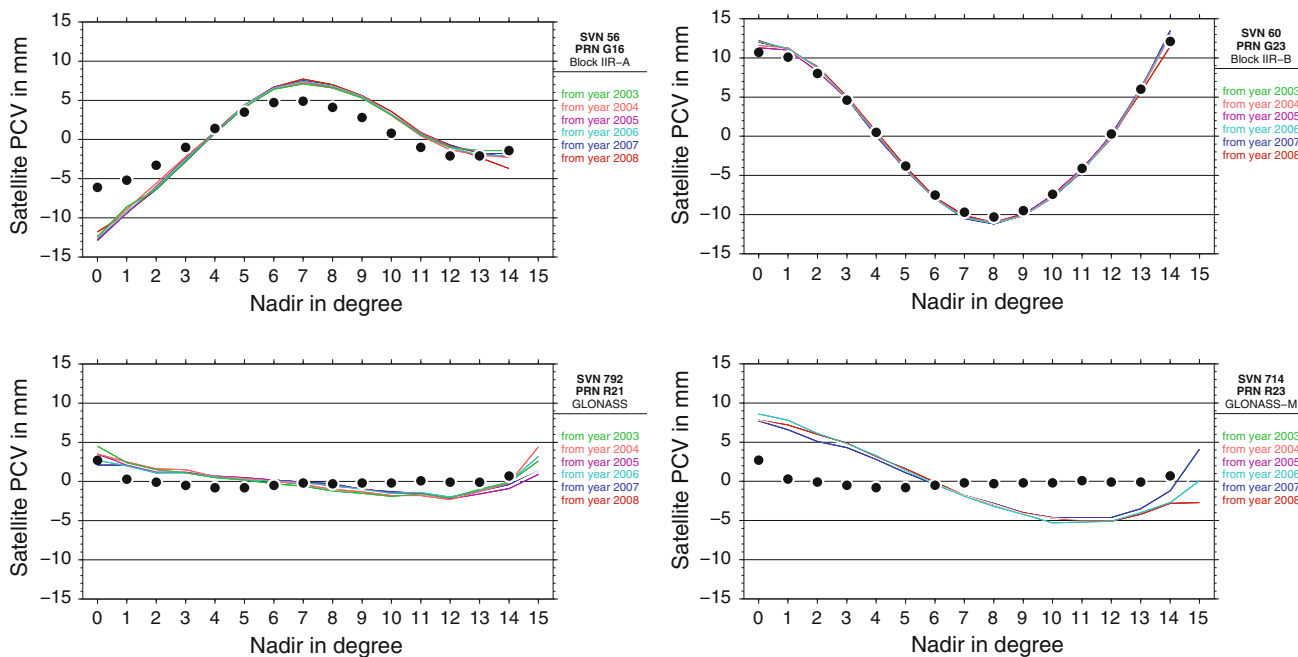 15
10
5
0
−5
−10
−15
Satellite PCV in mm
0 1 2 3 4 5 6 7 8 9 10 11 12 13 14 15
Nadir in degree
SVN 56
PRN G16
Block IIR−A
from year 2003
from year 2004
from year 2005
from year 2006
from year 2007
from year 2008
15
10
5
0
−5
−10
−15
Satellite PCV in mm
0 1 2 3 4 5 6 7 8 9 10 11 12 13 14 15
Nadir in degree
SVN 60
PRN G23
Block IIR−B
from year 2003
from year 2004
from year 2005
from year 2006
from year 2007
from year 2008
15
10
5
0
−5
−10
−15
Satellite PCV in mm
0 1 2 3 4 5 6 7 8 9 10 11 12 13 14 15
Nadir in degree
SVN 792
PRN R21
GLONASS
from year 2003
from year 2004
from year 2005
from year 2006
from year 2007
from year 2008
15
10
5
0
−5
−10
−15
Satellite PCV in mm
0 1 2 3 4 5 6 7 8 9 10 11 12 13 14 15
Nadir in degree
SVN 714
PRN R23
GLONASS−M
from year 2003
from year 2004
from year 2005
from year 2006
from year 2007
from year 2008